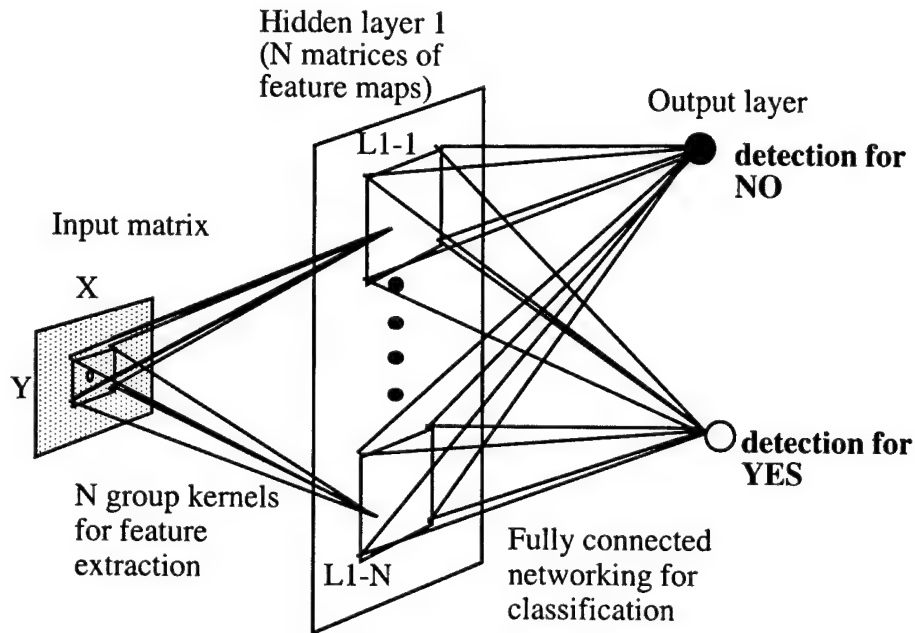 Hidden layer 1
(N matrices of
feature maps)
Output layer
L1-1
detection for
NO
Input matrix
X
Y
detection for
YES
N group kernels
for feature
extraction
L1-N
Fully connected
networking for
classification